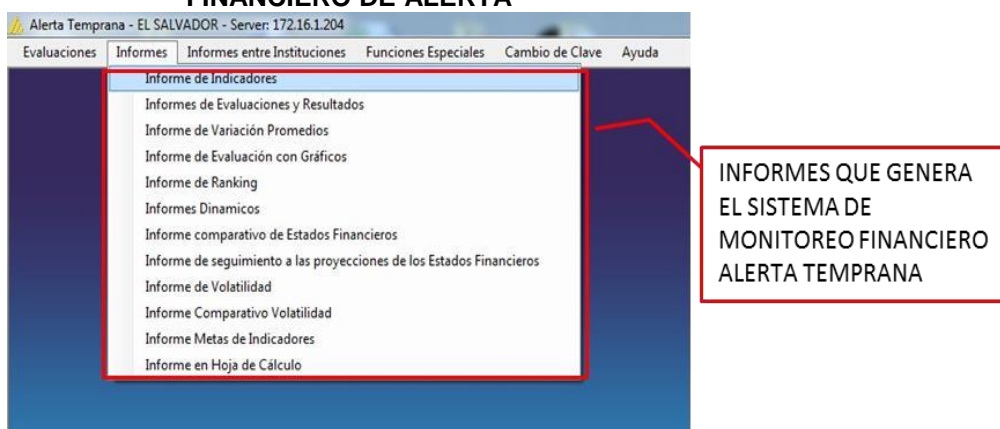 FINANCIERO DE ALERTA
Alerta Temprana - EL SALVADOR - Server: 172.16.1.204
Evaluaciones Informes Informes entre Instituciones Funciones Especiales Cambio de Clave Ayuda
Informe de Indicadores
Informes de Evaluaciones y Resultados
Informe de Variación Promedios
Informe de Evaluación con Gráficos
Informe de Ranking
Informes Dinamicos
Informe comparativo de Estados Financieros
Informe de seguimiento a las proyecciones de los Estados Financieros
Informe de Volatilidad
Informe Comparativo Volatilidad
Informe Metas de Indicadores
Informe en Hoja de Cálculo
INFORMES QUE GENERA
EL SISTEMA DE
MONITOREO FINANCIERO
ALERTA TEMPRANA